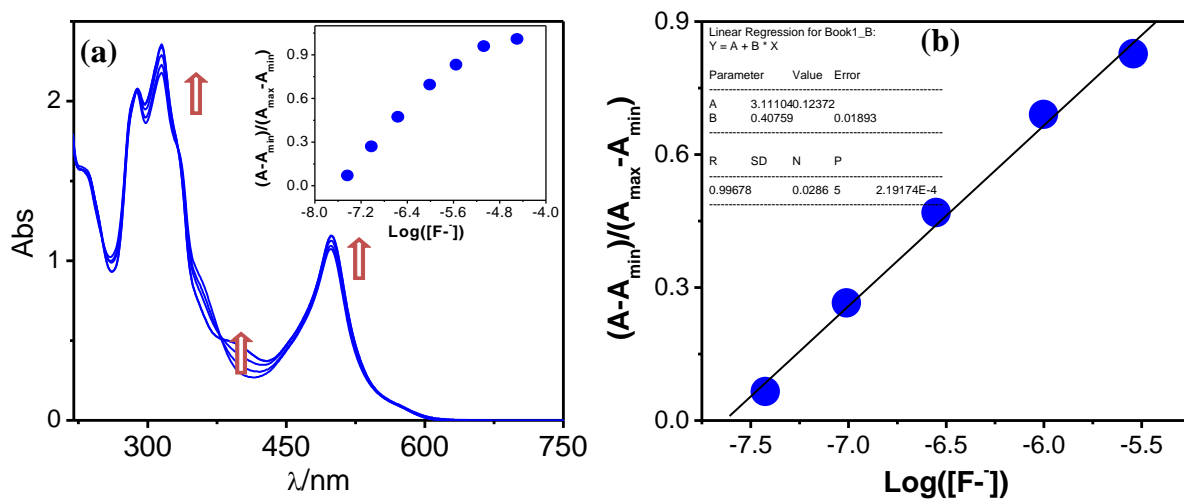 (a)
Abs
2
1
0
300 450 600 750
λ/nm
(A-A_min)/(A_max-A_min)
0.9
0.6
0.3
0.0
-8.0 -7.2 -6.4 -5.6 -4.8 -4.0
Log([F-⁻])
(b)
(A-A_min)/(A_max-A_min)
0.9
0.6
0.3
0.0
Linear Regression for Book1_B:
Y = A + B * X
Parameter Value Error
------------------------------------------------------------
A 3.11104 0.12372
B 0.40759 0.01893
------------------------------------------------------------
R SD N P
------------------------------------------------------------
0.99678 0.0286 5 2.19174E-4
------------------------------------------------------------
-7.5 -7.0 -6.5 -6.0 -5.5
Log([F-⁻])